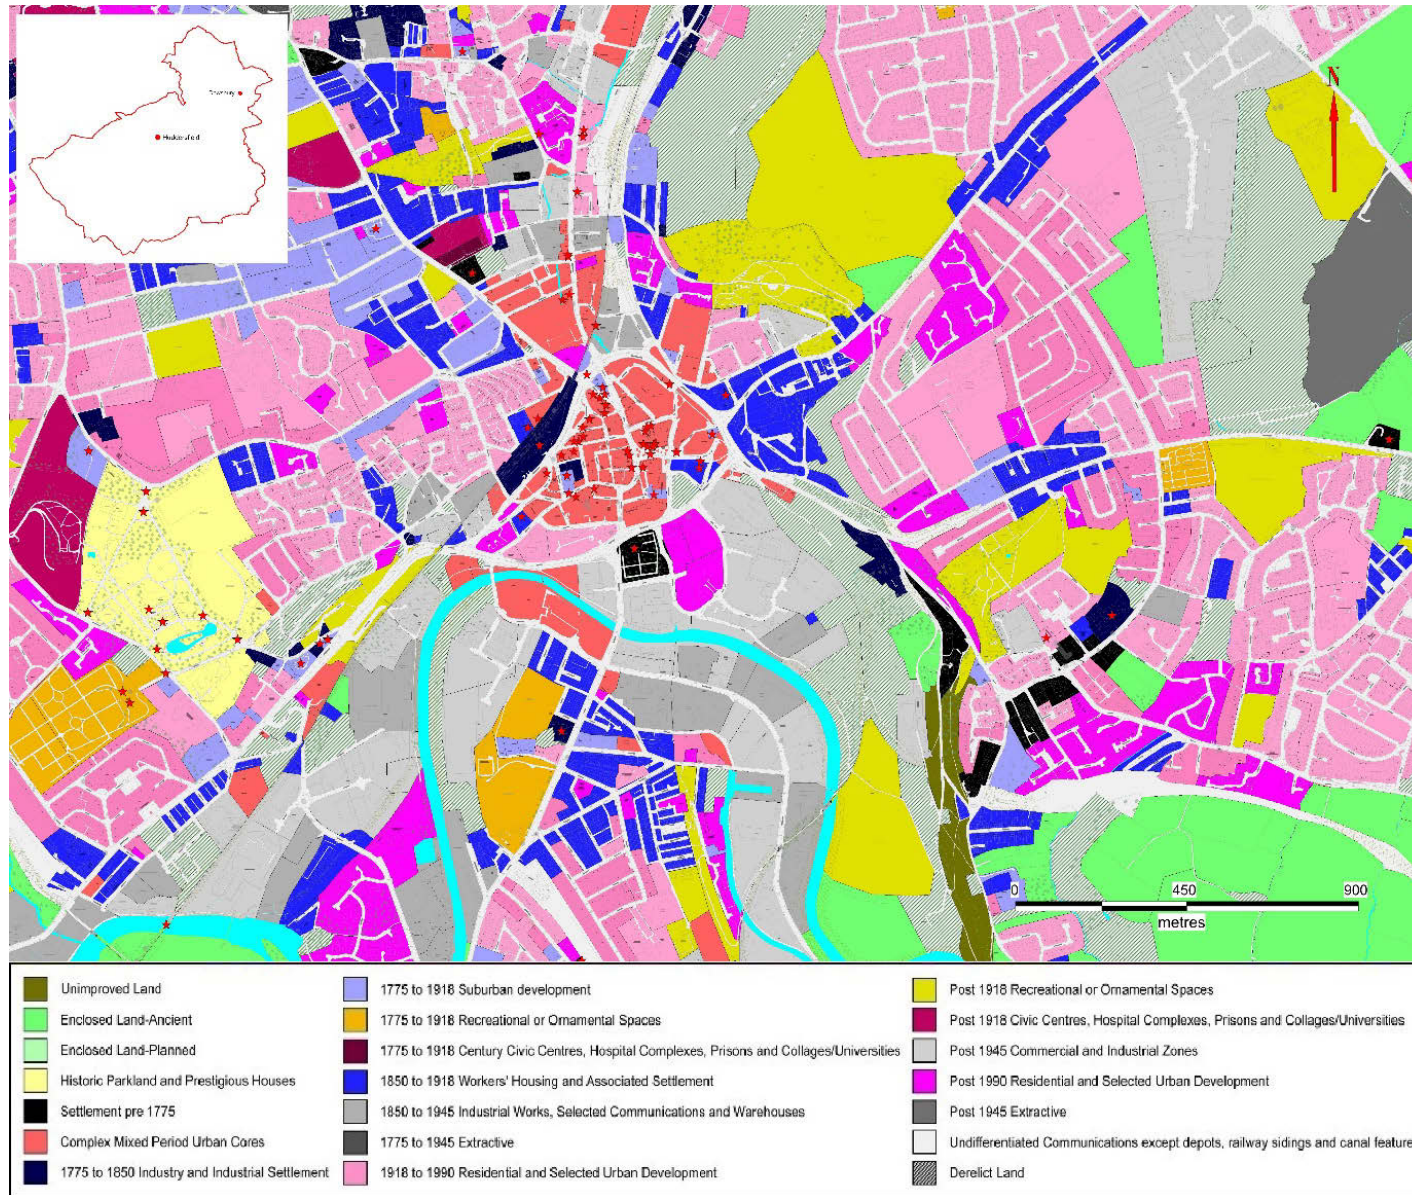 Dewsbury
Huddersfield
N
0 450 900
metres
Unimproved Land
Enclosed Land-Ancient
Enclosed Land-Planned
Historic Parkland and Prestigious Houses
Settlement pre 1775
Complex Mixed Period Urban Cores
1775 to 1850 Industry and Industrial Settlement
1775 to 1918 Suburban development
1775 to 1918 Recreational or Ornamental Spaces
1775 to 1918 Century Civic Centres, Hospital Complexes, Prisons and Collages/Universities
1850 to 1918 Workers' Housing and Associated Settlement
1850 to 1945 Industrial Works, Selected Communications and Warehouses
1775 to 1945 Extractive
1918 to 1990 Residential and Selected Urban Development
Post 1918 Recreational or Ornamental Spaces
Post 1918 Civic Centres, Hospital Complexes, Prisons and Collages/Universities
Post 1945 Commercial and Industrial Zones
Post 1990 Residential and Selected Urban Development
Post 1945 Extractive
Undifferentiated Communications except depots, railway sidings and canal feature
Derelict Land